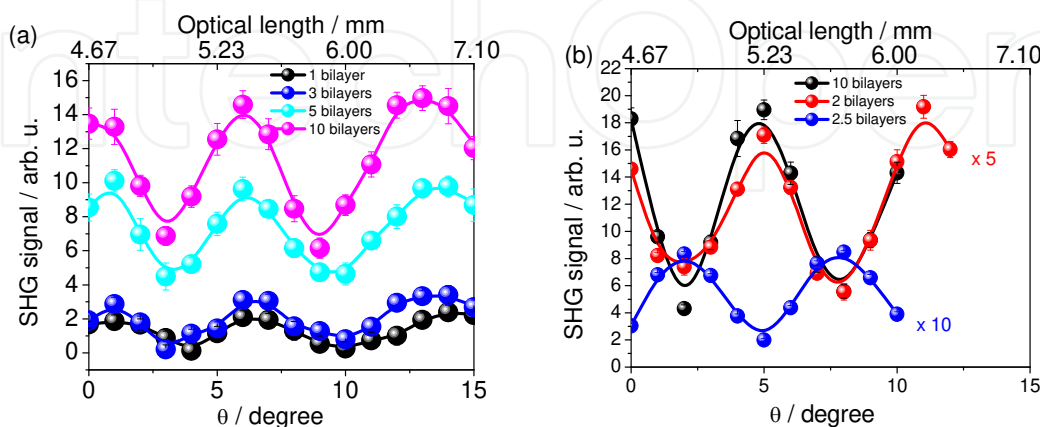 InTechOpen
(a)
Optical length / mm
4.67 5.23 6.00 7.10
16
14
12
10
8
6
4
2
0
SHG signal / arb. u.
1 bilayer
3 bilayers
5 bilayers
10 bilayers
0 5 10 15
θ / degree
(b)
Optical length / mm
4.67 5.23 6.00 7.10
22
20
18
16
14
12
10
8
6
4
2
0
SHG signal / arb. u.
10 bilayers
2 bilayers
2.5 bilayers
x 5
x 10
0 5 10 15
θ / degree